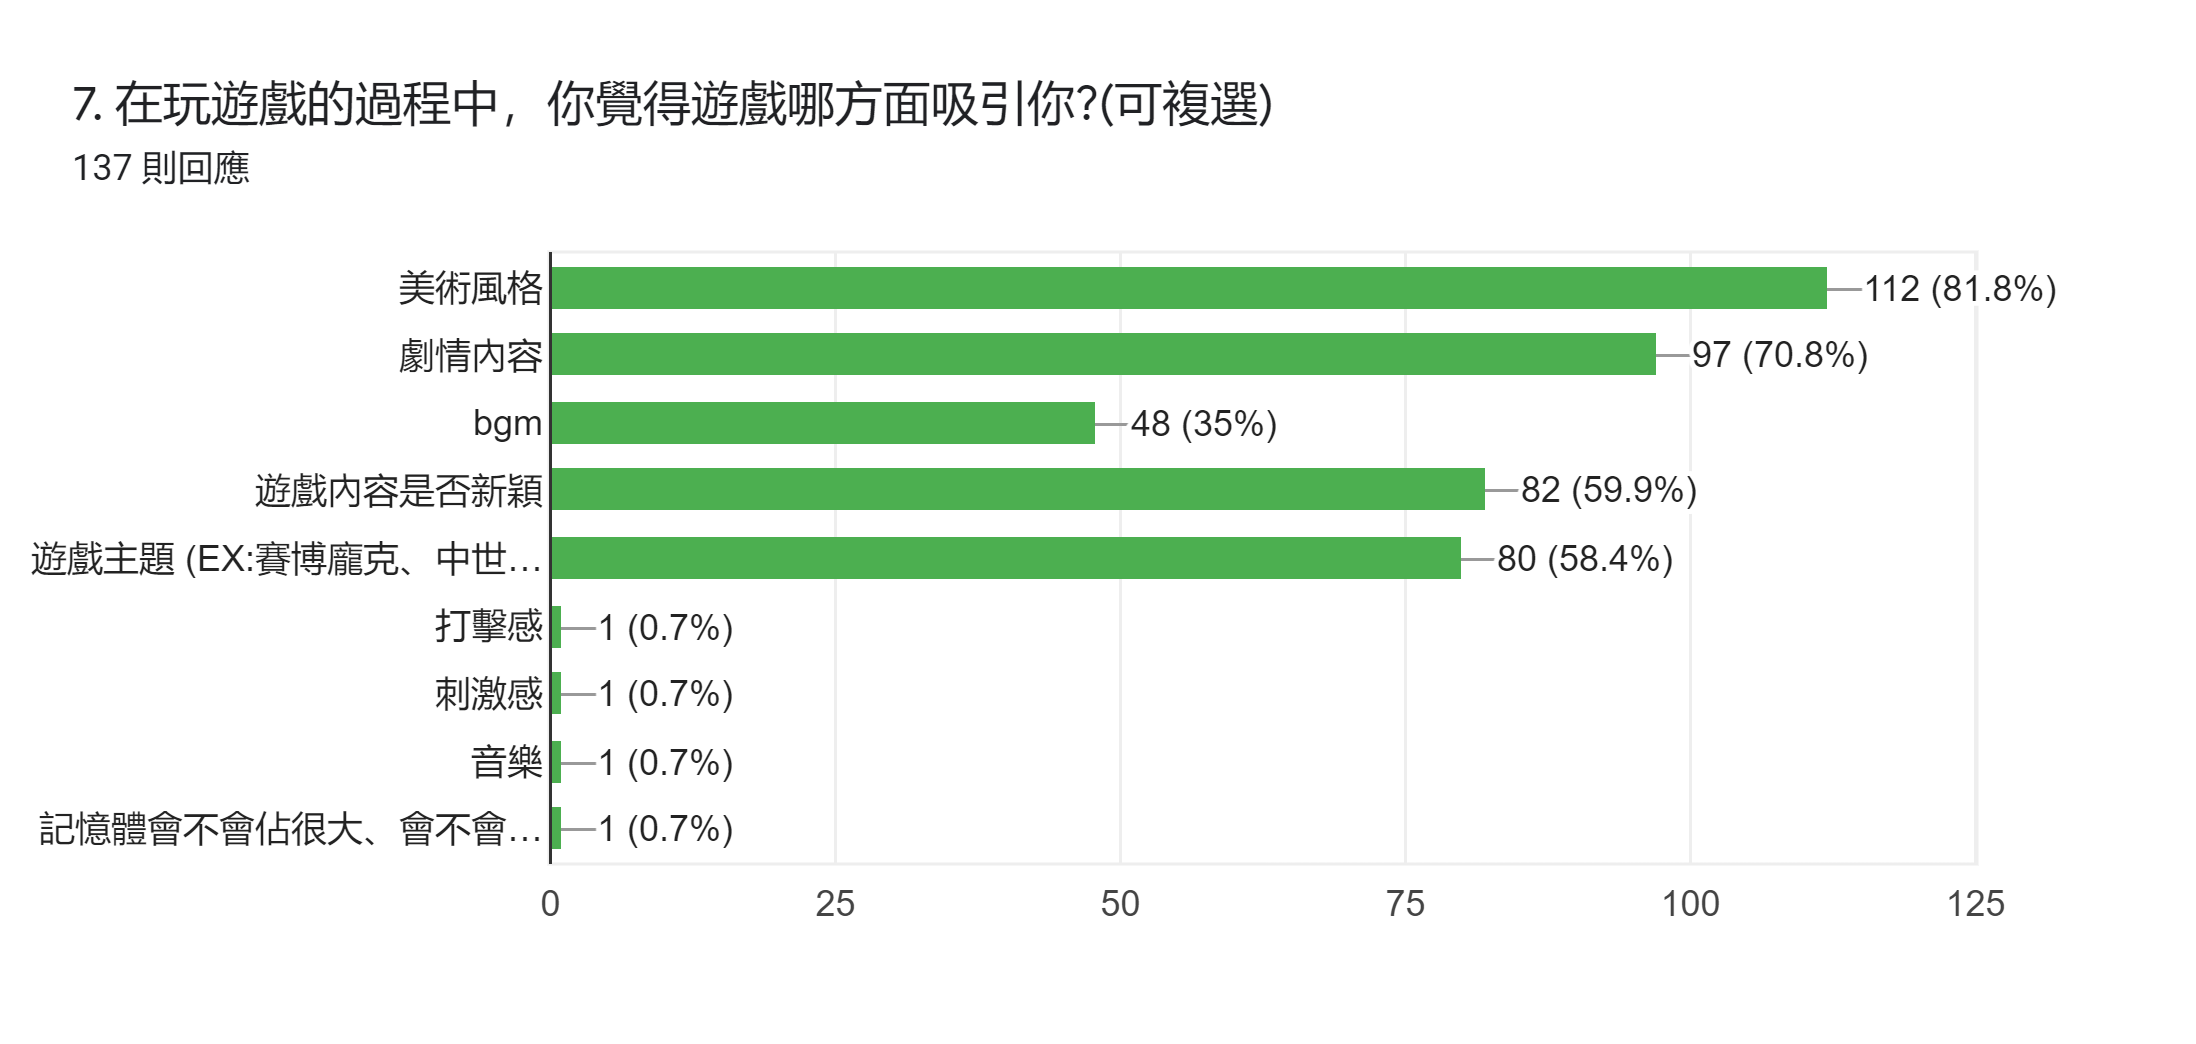 7. 在玩遊戲的過程中，你覺得遊戲哪方面吸引你?(可複選)
137 則回應
美術風格 112 (81.8%)
劇情內容 97 (70.8%)
bgm 48 (35%)
遊戲內容是否新穎 82 (59.9%)
遊戲主題 (EX:賽博龐克、中世… 80 (58.4%)
打擊感 1 (0.7%)
刺激感 1 (0.7%)
音樂 1 (0.7%)
記憶體會不會佔很大、會不會… 1 (0.7%)
0 25 50 75 100 125